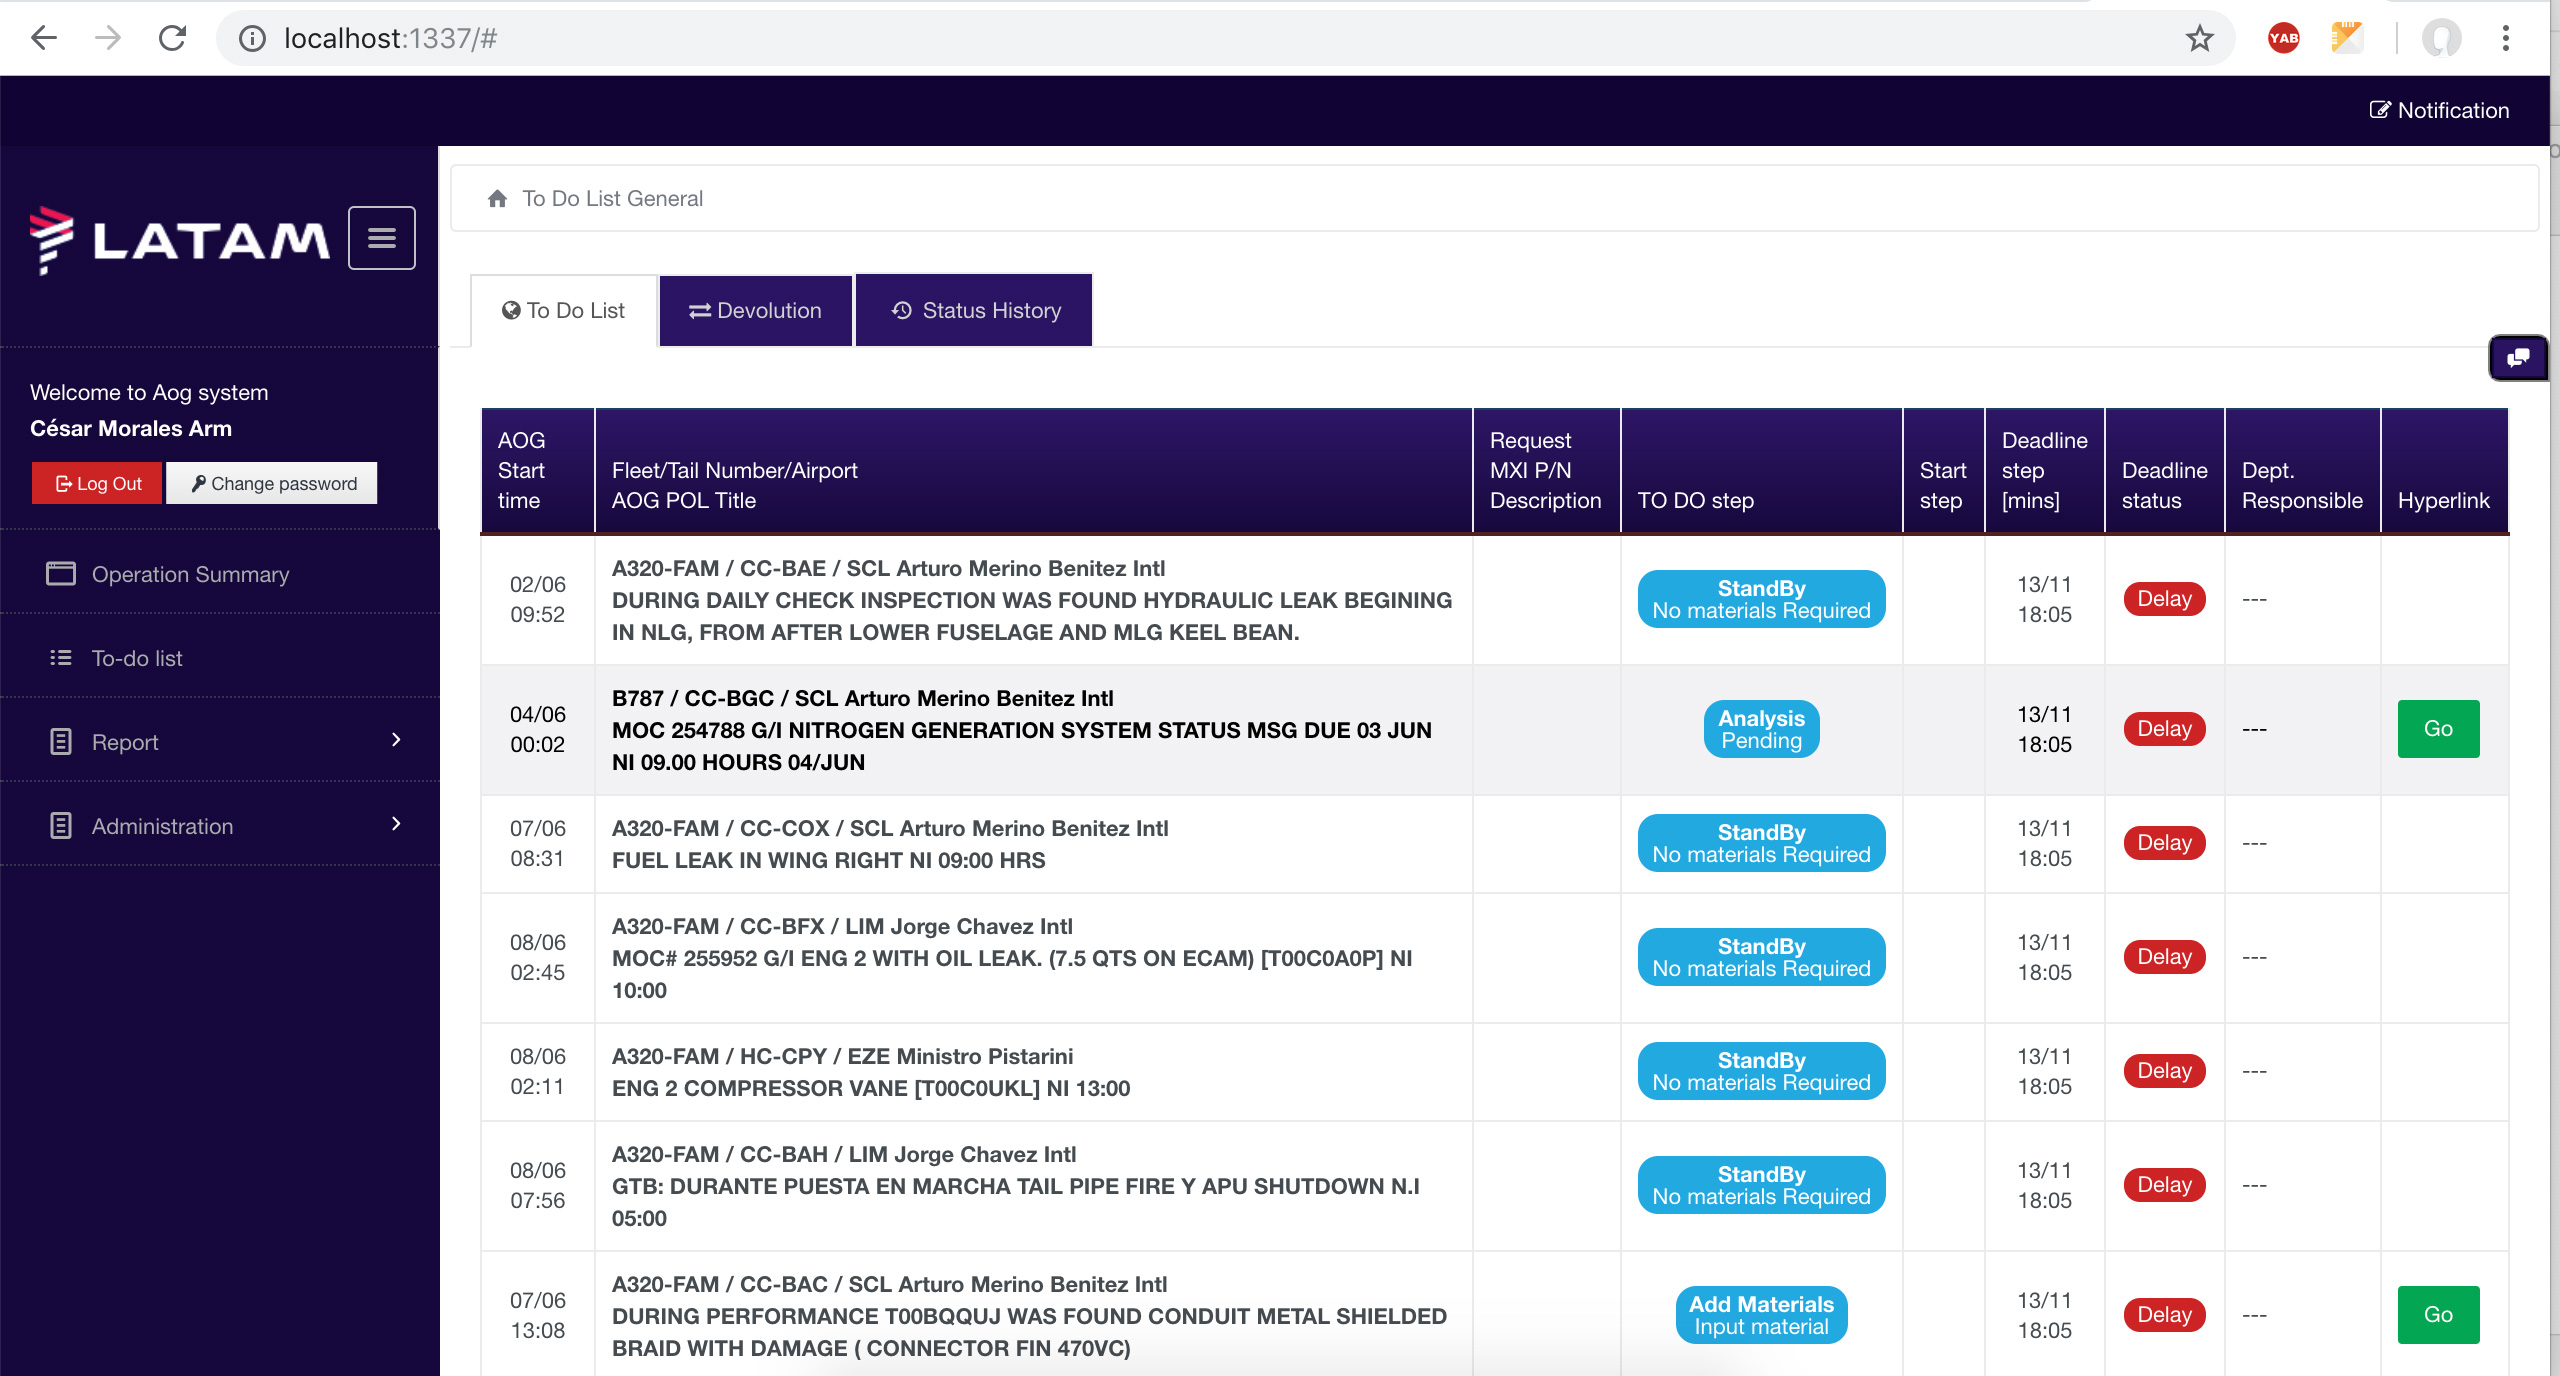 localhost:1337/#
YAB
Notification
LATAM
To Do List General
To Do List
Devolution
Status History
Welcome to Aog system
César Morales Arm
Log Out
Change password
Operation Summary
To-do list
Report
Administration
AOG
Start
time
Fleet/Tail Number/Airport
AOG POL Title
Request
MXI P/N
Description
TO DO step
Start
step
Deadline
step
[mins]
Deadline
status
Dept.
Responsible
Hyperlink
02/06
09:52
A320-FAM / CC-BAE / SCL Arturo Merino Benitez Intl
DURING DAILY CHECK INSPECTION WAS FOUND HYDRAULIC LEAK BEGINING
IN NLG, FROM AFTER LOWER FUSELAGE AND MLG KEEL BEAN.
StandBy
No materials Required
13/11
18:05
Delay
---
04/06
00:02
B787 / CC-BGC / SCL Arturo Merino Benitez Intl
MOC 254788 G/I NITROGEN GENERATION SYSTEM STATUS MSG DUE 03 JUN
NI 09.00 HOURS 04/JUN
Analysis
Pending
13/11
18:05
Delay
---
Go
07/06
08:31
A320-FAM / CC-COX / SCL Arturo Merino Benitez Intl
FUEL LEAK IN WING RIGHT NI 09:00 HRS
StandBy
No materials Required
13/11
18:05
Delay
---
08/06
02:45
A320-FAM / CC-BFX / LIM Jorge Chavez Intl
MOC# 255952 G/I ENG 2 WITH OIL LEAK. (7.5 QTS ON ECAM) [T00C0A0P] NI
10:00
StandBy
No materials Required
13/11
18:05
Delay
---
08/06
02:11
A320-FAM / HC-CPY / EZE Ministro Pistarini
ENG 2 COMPRESSOR VANE [T00C0UKL] NI 13:00
StandBy
No materials Required
13/11
18:05
Delay
---
08/06
07:56
A320-FAM / CC-BAH / LIM Jorge Chavez Intl
GTB: DURANTE PUESTA EN MARCHA TAIL PIPE FIRE Y APU SHUTDOWN N.I
05:00
StandBy
No materials Required
13/11
18:05
Delay
---
07/06
13:08
A320-FAM / CC-BAC / SCL Arturo Merino Benitez Intl
DURING PERFORMANCE T00BQQUJ WAS FOUND CONDUIT METAL SHIELDED
BRAID WITH DAMAGE ( CONNECTOR FIN 470VC)
Add Materials
Input material
13/11
18:05
Delay
---
Go